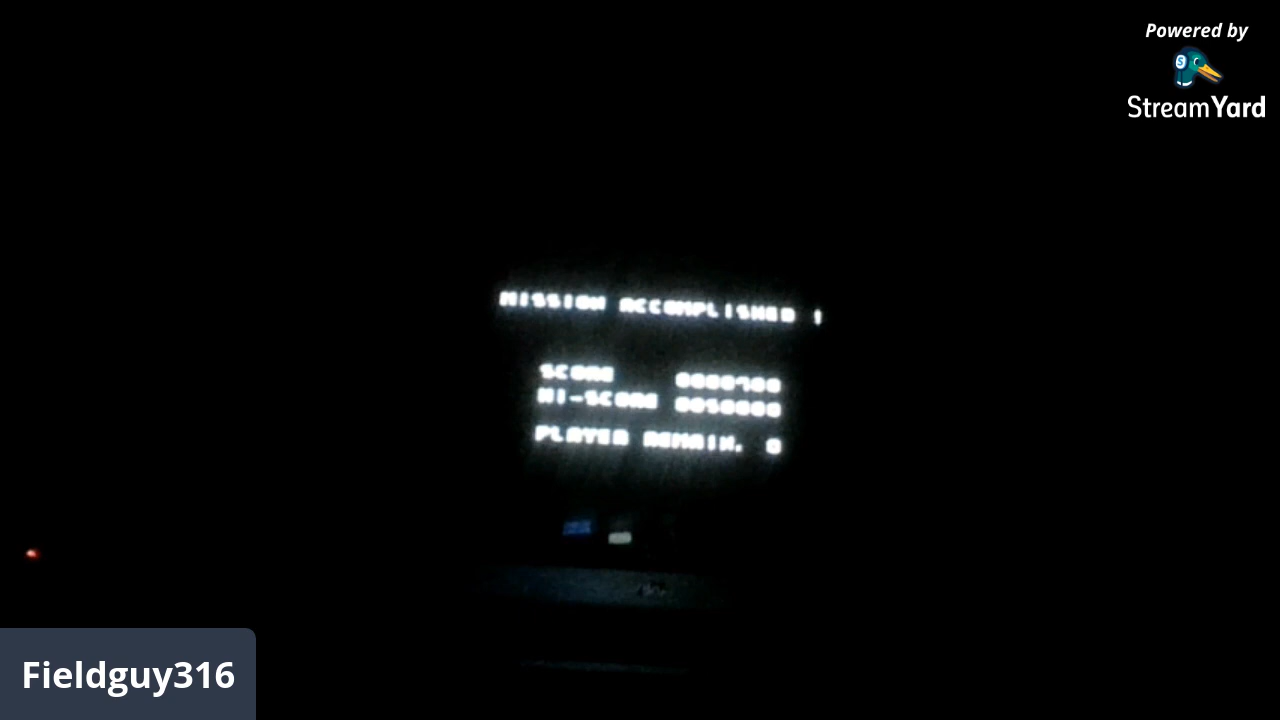 Powered by
StreamYard
MISSION ACCOMPLISHED !
SCORE 0000700
HI-SCORE 0050000
PLAYER REMAIN. 0
Fieldguy316